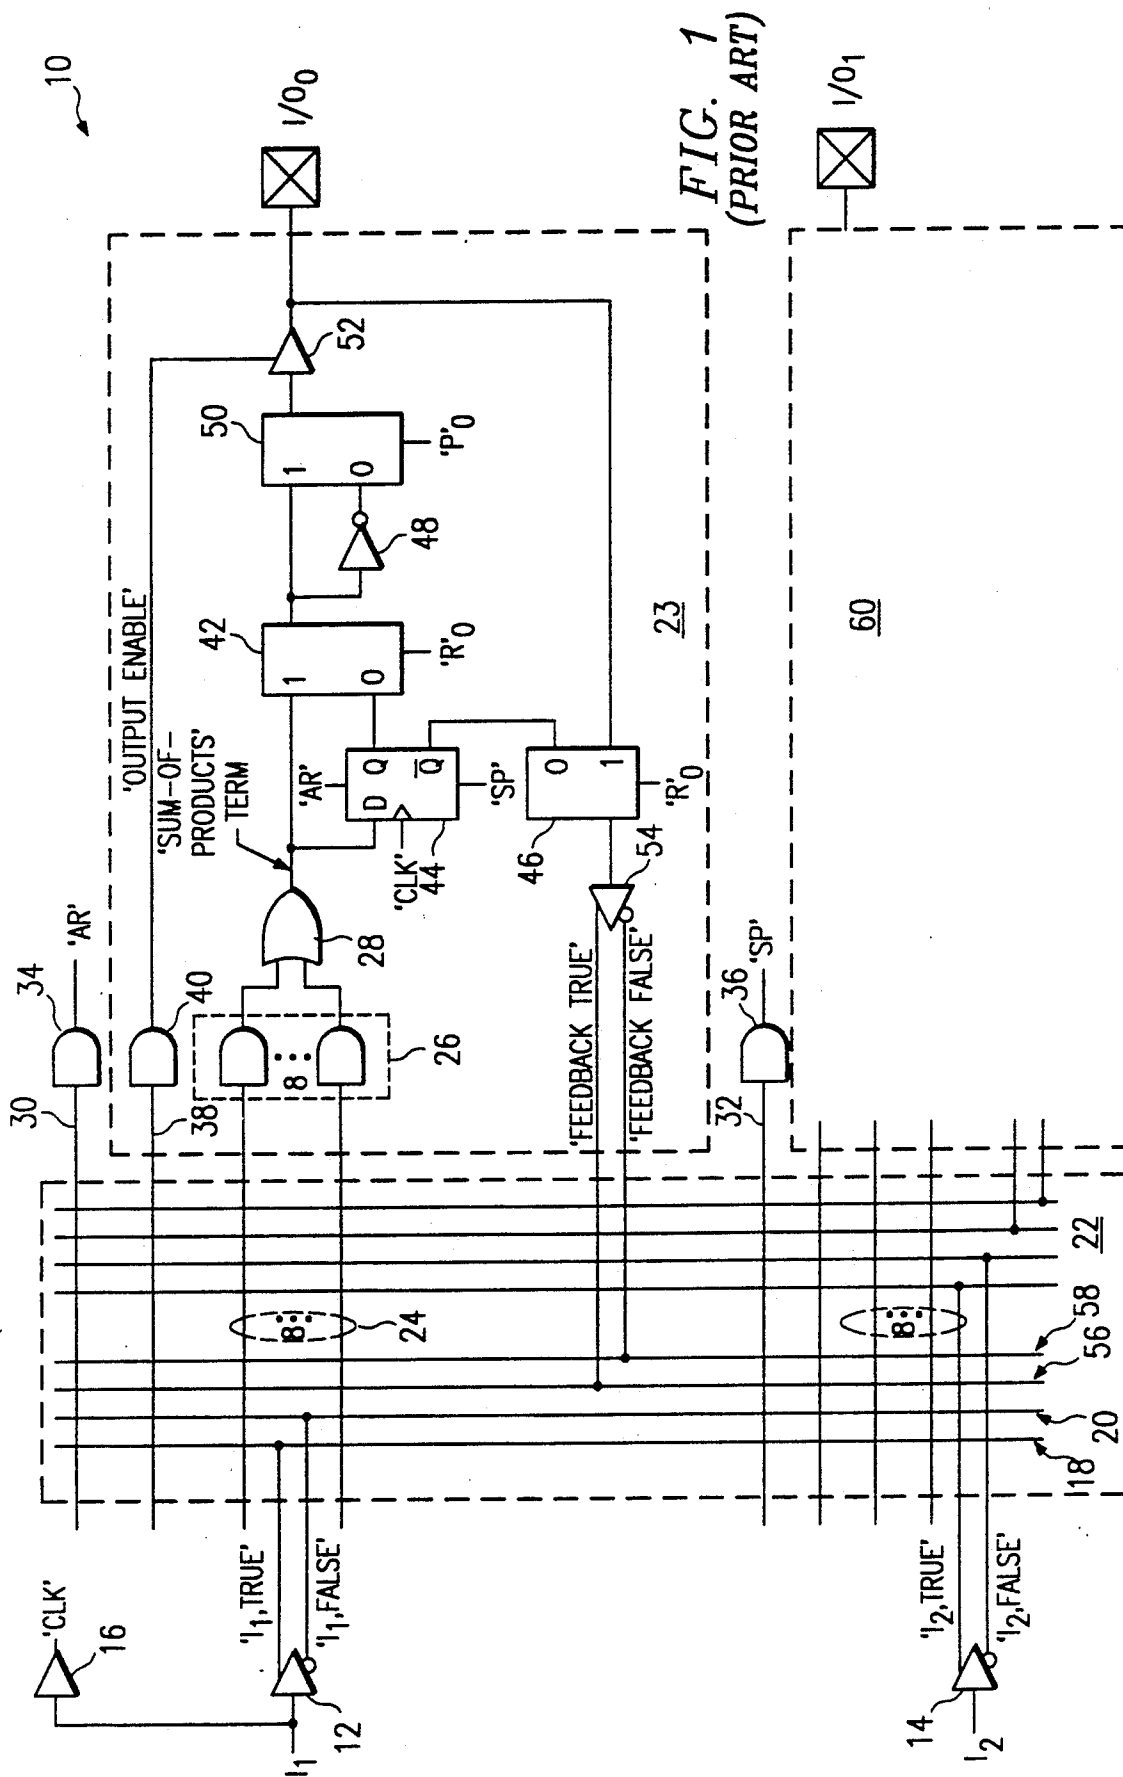 10
I/O0
FIG. 1
(PRIOR ART)
I/O1
'OUTPUT ENABLE'
'SUM-OF-
PRODUCTS'
TERM
50
52
1
0
'P'0
48
42
1
0
'R'0
'AR'
D Q
Q̅
'CLK'
44
'SP'
0
1
46
'R'0
54
23
60
34
'AR'
30
40
38
28
8
26
'FEEDBACK TRUE'
'FEEDBACK FALSE'
36
'SP'
32
22
8
24
8
58
56
20
18
'CLK'
16
'I1,TRUE'
'I1,FALSE'
12
I1
'I2,TRUE'
'I2,FALSE'
14
I2